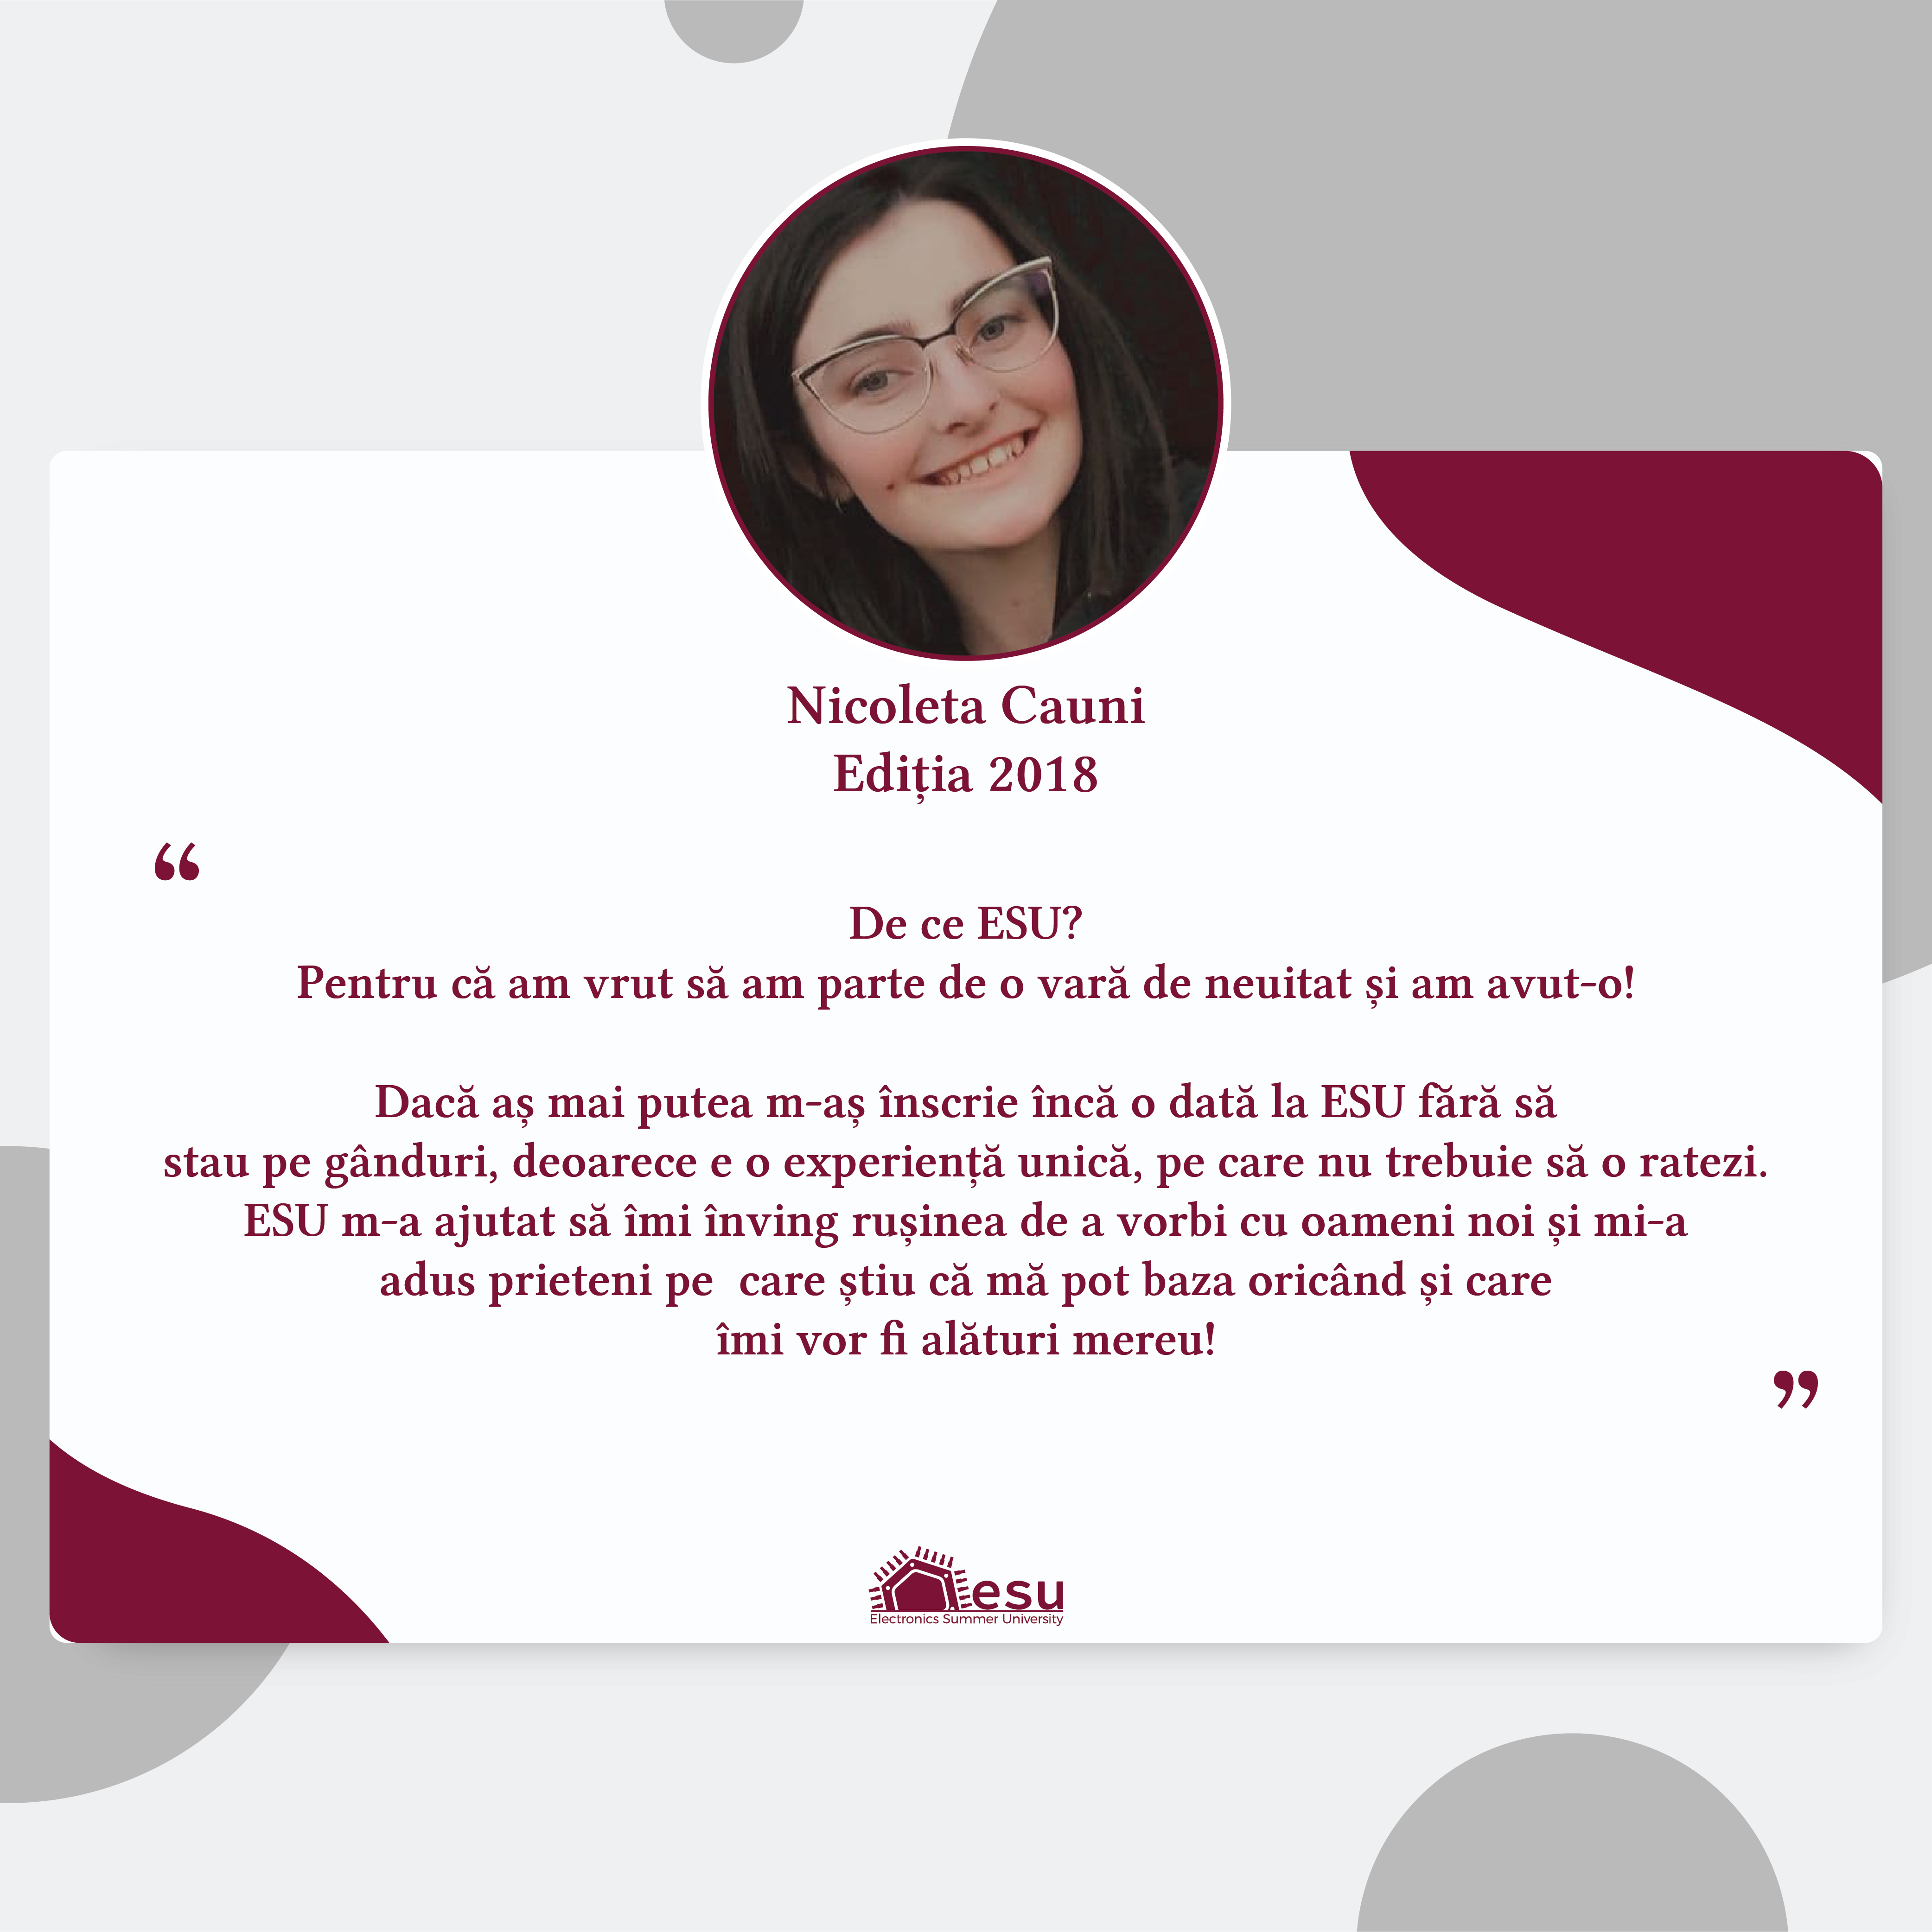 Nicoleta Cauni
Ediția 2018
“
De ce ESU?
Pentru că am vrut să am parte de o vară de neuitat și am avut-o!
Dacă aș mai putea m-aș înscrie încă o dată la ESU fără să
stau pe gânduri, deoarece e o experiență unică, pe care nu trebuie să o ratezi.
ESU m-a ajutat să îmi înving rușinea de a vorbi cu oameni noi și mi-a
adus prieteni pe  care știu că mă pot baza oricând și care
îmi vor fi alături mereu!
”
esu
Electronics Summer University